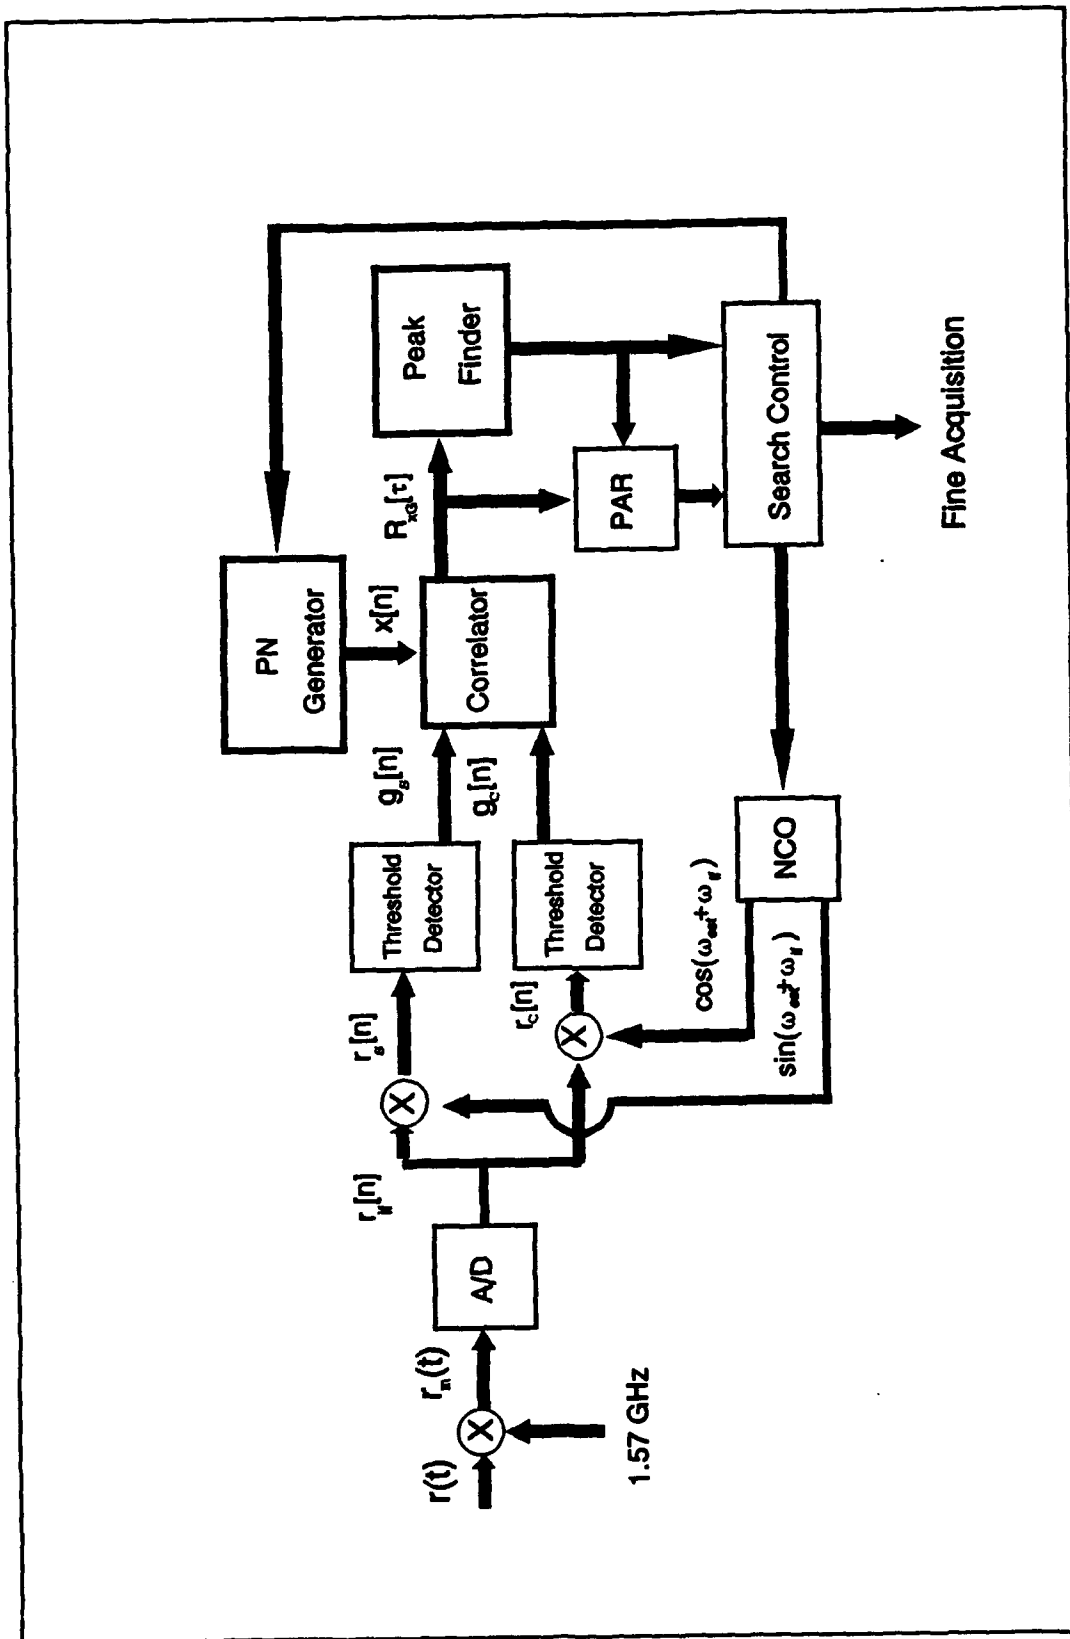 PN
Generator
x[n]
Peak
Finder
R_xG[τ]
g_s[n]
g_c[n]
Correlator
PAR
Search Control
Fine Acquisition
Threshold
Detector
Threshold
Detector
r_s[n]
r_c[n]
r_if[n]
A/D
r_m(t)
r(t)
1.57 GHz
cos(ω_est+ω_if)
sin(ω_est+ω_if)
NCO
X
X
X